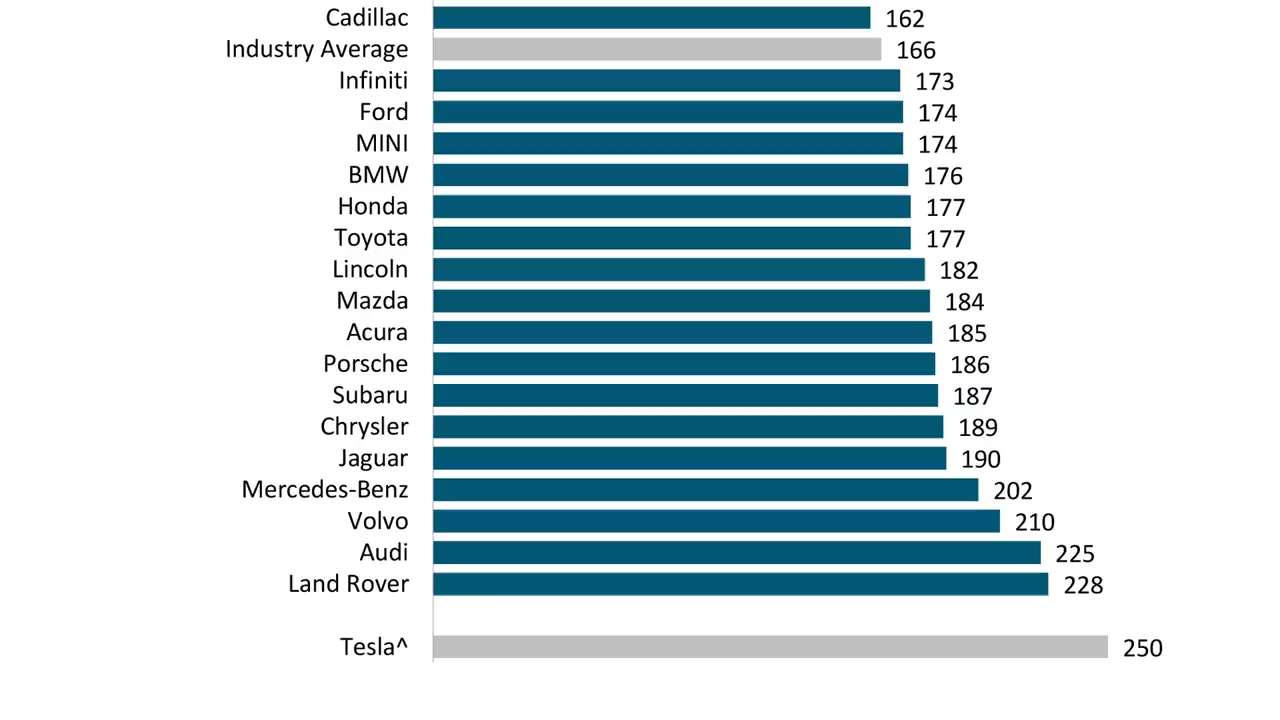 Cadillac 162
Industry Average 166
Infiniti 173
Ford 174
MINI 174
BMW 176
Honda 177
Toyota 177
Lincoln 182
Mazda 184
Acura 185
Porsche 186
Subaru 187
Chrysler 189
Jaguar 190
Mercedes-Benz 202
Volvo 210
Audi 225
Land Rover 228
Tesla^ 250